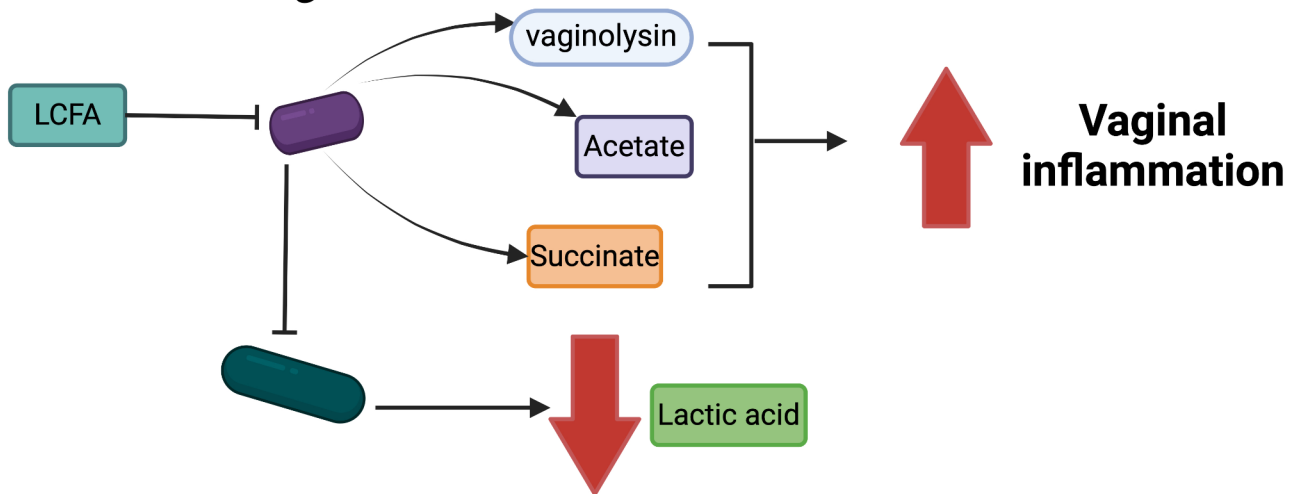 vaginolysin
LCFA
Acetate
Vaginal
inflammation
Succinate
Lactic acid